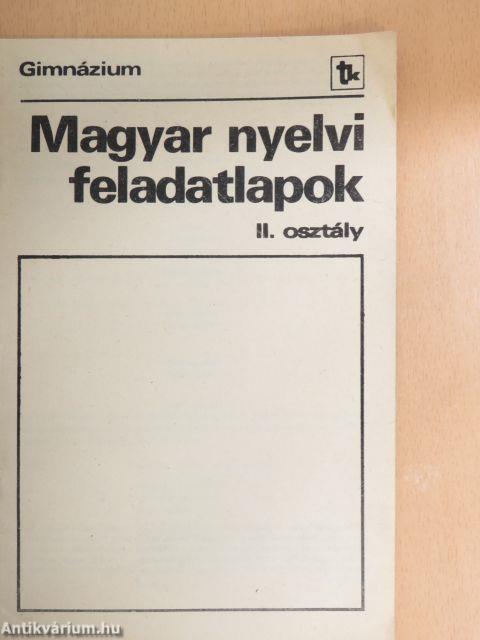 Gimnázium
tk
Magyar nyelvi
feladatlapok
II. osztály
Antikvárium.hu